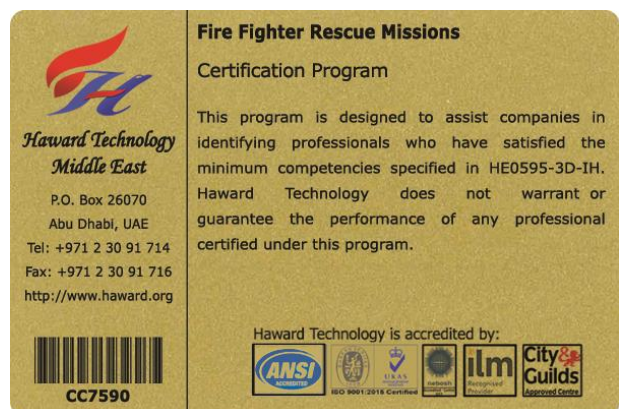 Haward Technology
Middle East
P.O. Box 26070
Abu Dhabi, UAE
Tel: +971 2 30 91 714
Fax: +971 2 30 91 716
http://www.haward.org
CC7590
Fire Fighter Rescue Missions
Certification Program
This program is designed to assist companies in
identifying professionals who have satisfied the
minimum competencies specified in HE0595-3D-IH.
Haward Technology does not warrant or
guarantee the performance of any professional
certified under this program.
Haward Technology is accredited by:
ANSI
ACCREDITED
UKAS
ISO 9001:2015 Certified
nebosh
ilm
Recognised
Provider
City&
Guilds
Approved Centre